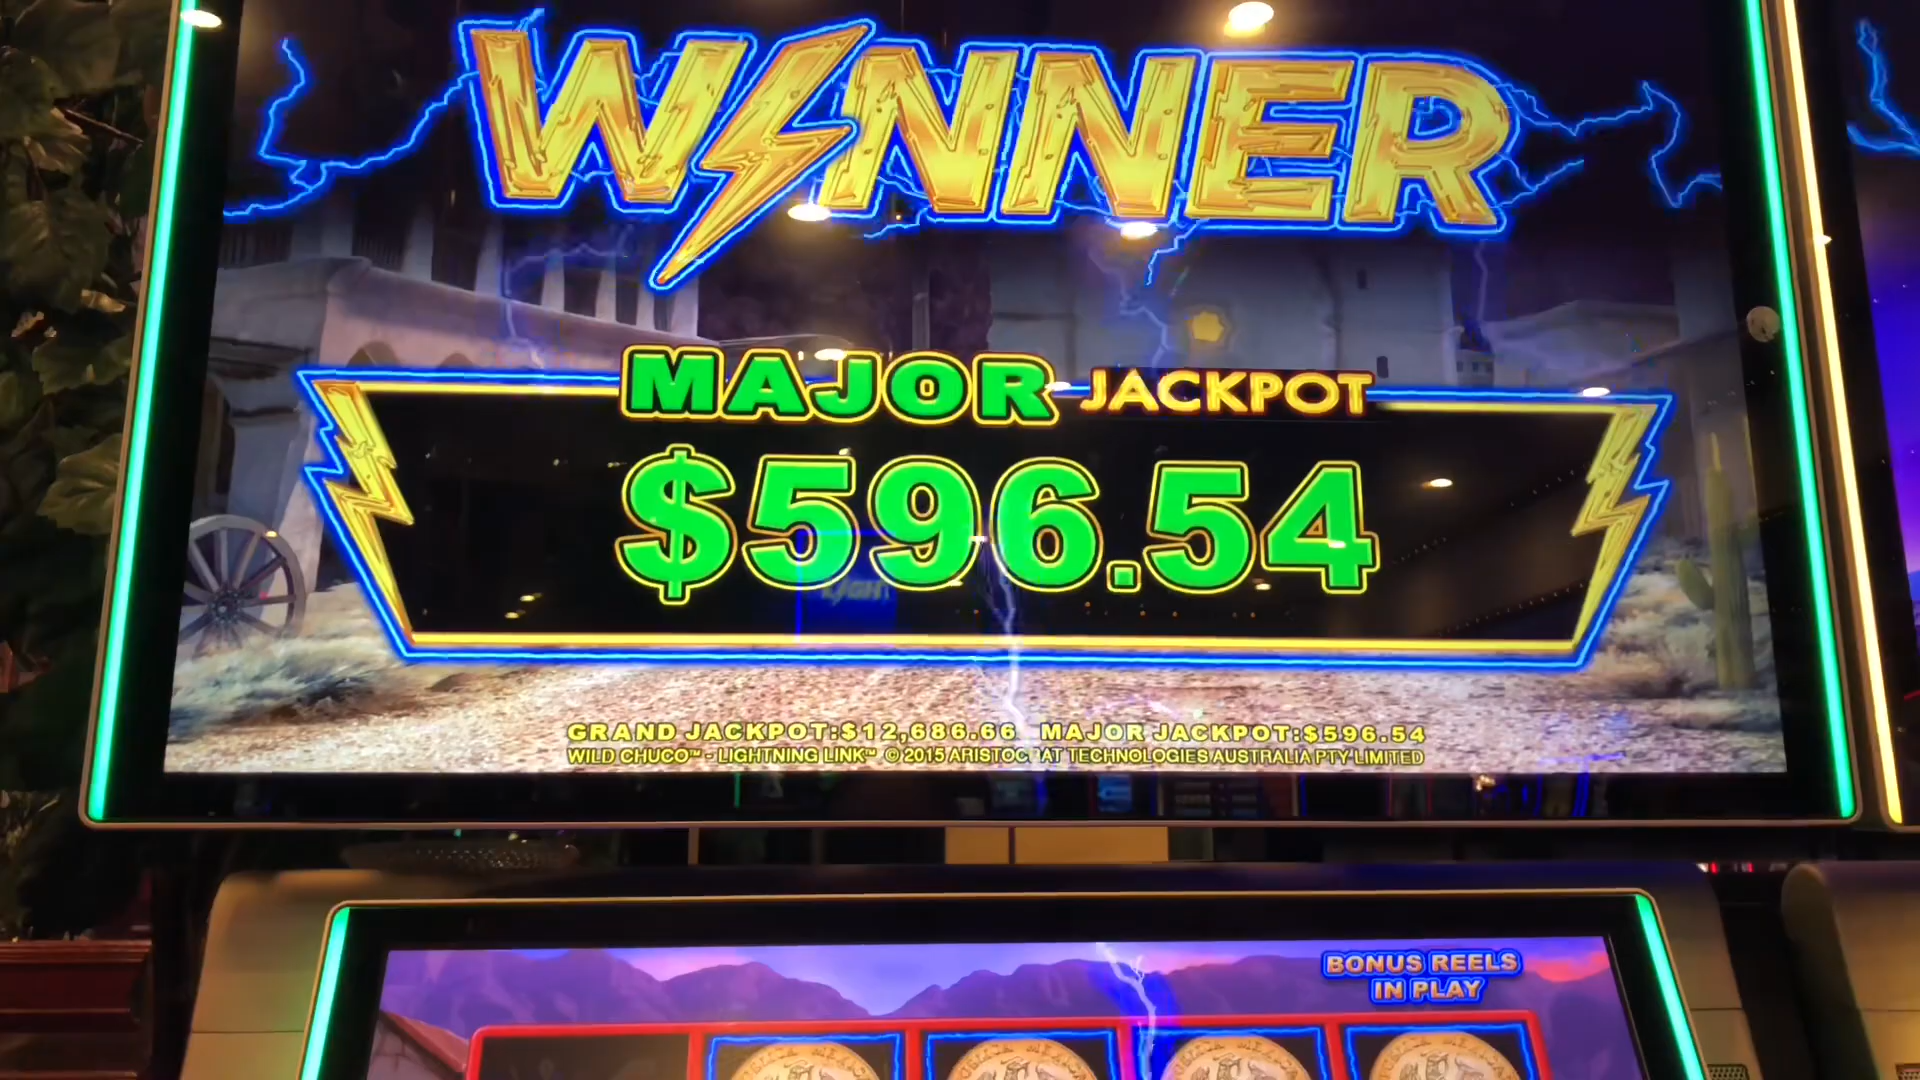 WINNER
MAJOR JACKPOT
$596.54
GRAND JACKPOT:$12,686.66 MAJOR JACKPOT:$596.54
WILD CHUCO™ - LIGHTNING LINK™ © 2015 ARISTOCRAT TECHNOLOGIES AUSTRALIA PTY LIMITED
BONUS REELS
IN PLAY